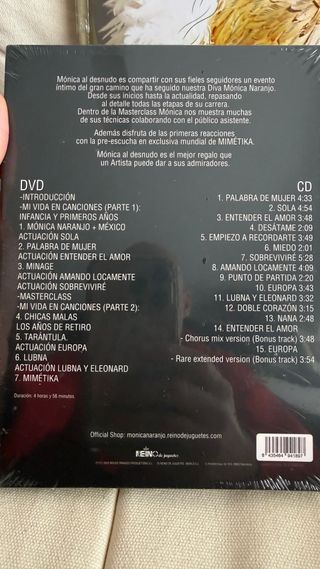 Mónica al desnudo es compartir con sus fieles seguidores un evento
íntimo del gran camino que ha seguido nuestra Diva Mónica Naranjo.
Desde sus inicios hasta la actualidad, repasando
al detalle todas las etapas de su carrera.
Dentro de la Masterclass Mónica nos muestra muchas
de sus técnicas colaborando con el público asistente.
Además disfruta de las primeras reacciones
con la pre-escucha en exclusiva mundial de MIMÉTIKA.
Mónica al desnudo es el mejor regalo que
un Artista puede dar a sus admiradores.
DVD
-INTRODUCCIÓN
-MI VIDA EN CANCIONES (PARTE 1):
INFANCIA Y PRIMEROS AÑOS
1. MÓNICA NARANJO + MÉXICO
ACTUACIÓN SOLA
2. PALABRA DE MUJER
ACTUACIÓN ENTENDER EL AMOR
3. MINAGE
ACTUACIÓN AMANDO LOCAMENTE
ACTUACIÓN SOBREVIVIRÉ
-MASTERCLASS
-MI VIDA EN CANCIONES (PARTE 2):
4. CHICAS MALAS
LOS AÑOS DE RETIRO
5. TARÁNTULA.
ACTUACIÓN EUROPA
6. LUBNA
ACTUACIÓN LUBNA Y ELEONARD
7. MIMÉTIKA
Duración: 4 horas y 56 minutos
CD
1. PALABRA DE MUJER 4:33
2. SOLA 4:54
3. ENTENDER EL AMOR 3:48
4. DESÁTAME 2:09
5. EMPIEZO A RECORDARTE 3:49
6. MIEDO 2:01
7. SOBREVIVIRÉ 5:28
8. AMANDO LOCAMENTE 4:09
9. PUNTO DE PARTIDA 2:20
10. EUROPA 3:43
11. LUBNA Y ELEONARD 3:32
12. DOBLE CORAZÓN 3:15
13. NANA 2:48
14. ENTENDER EL AMOR
- Chorus mix version (Bonus track) 3:48
15. EUROPA
- Rare extended version (Bonus track) 3:54
Official Shop: monicanaranjo.reinodejuguetes.com
REINO
de juguetes
8 435464 941897